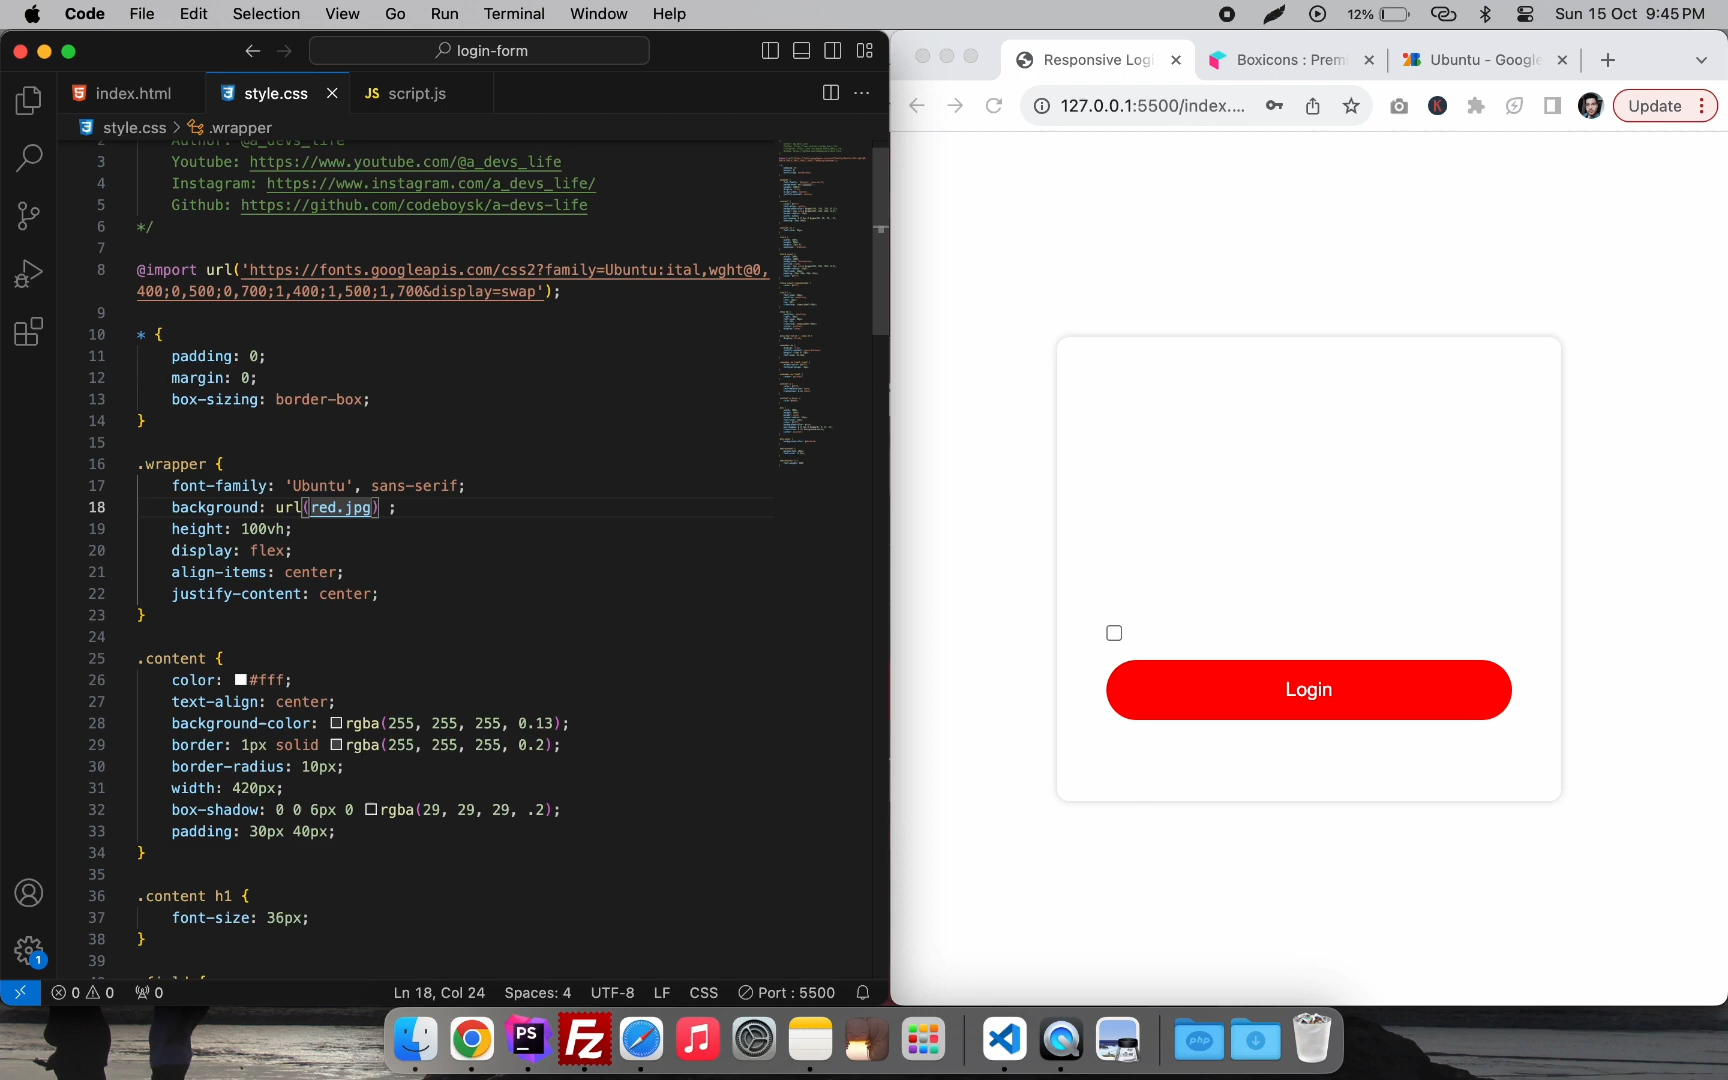 Code File Edit Selection View Go Run Terminal Window Help
12% Sun 15 Oct 9:45 PM
login-form
index.html style.css JS script.js
style.css > .wrapper
Responsive Logi Boxicons : Premi Ubuntu - Google
127.0.0.1:5500/index.... K Update
2 Author: @a_devs_life
3 Youtube: https://www.youtube.com/@a_devs_life
4 Instagram: https://www.instagram.com/a_devs_life/
5 Github: https://github.com/codeboysk/a-devs-life
6 */
7
8 @import url('https://fonts.googleapis.com/css2?family=Ubuntu:ital,wght@0,
400;0,500;0,700;1,400;1,500;1,700&display=swap');
9
10 * {
11 padding: 0;
12 margin: 0;
13 box-sizing: border-box;
14 }
15
16 .wrapper {
17 font-family: 'Ubuntu', sans-serif;
18 background: url(red.jpg) ;
19 height: 100vh;
20 display: flex;
21 align-items: center;
22 justify-content: center;
23 }
24
25 .content {
26 color: #fff;
27 text-align: center;
28 background-color: rgba(255, 255, 255, 0.13);
29 border: 1px solid rgba(255, 255, 255, 0.2);
30 border-radius: 10px;
31 width: 420px;
32 box-shadow: 0 0 6px 0 rgba(29, 29, 29, .2);
33 padding: 30px 40px;
34 }
35
36 .content h1 {
37 font-size: 36px;
38 }
39
Login
1
0 0 0 Ln 18, Col 24 Spaces: 4 UTF-8 LF CSS Port : 5500
PS
FZ
php